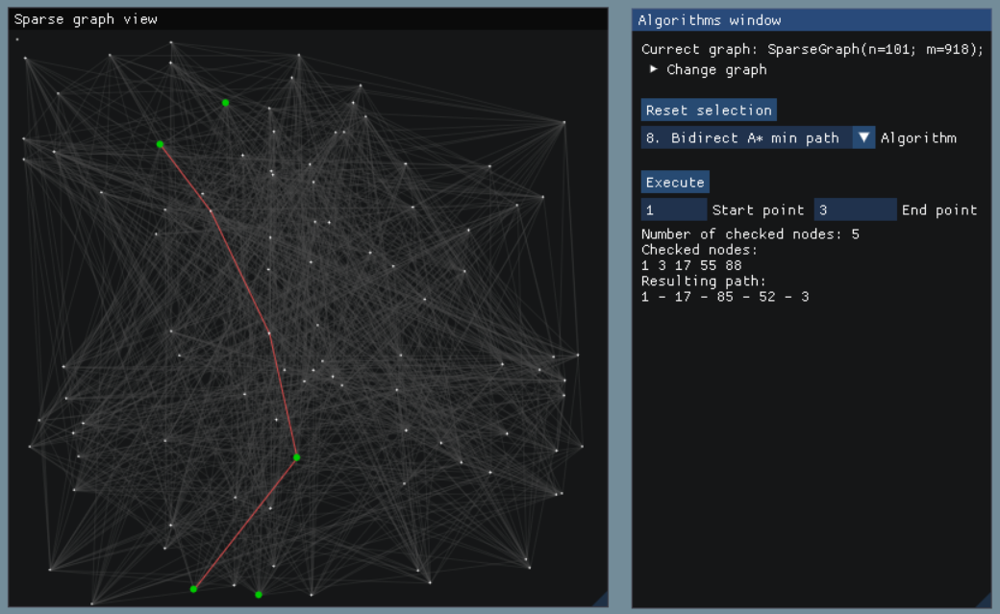 Sparse graph view
Algorithms window
Currect graph: SparseGraph(n=101; m=918);
Change graph
Reset selection
8. Bidirect A* min path
Algorithm
Execute
1 Start point 3 End point
Number of checked nodes: 5
Checked nodes:
1 3 17 55 88
Resulting path:
1 - 17 - 85 - 52 - 3